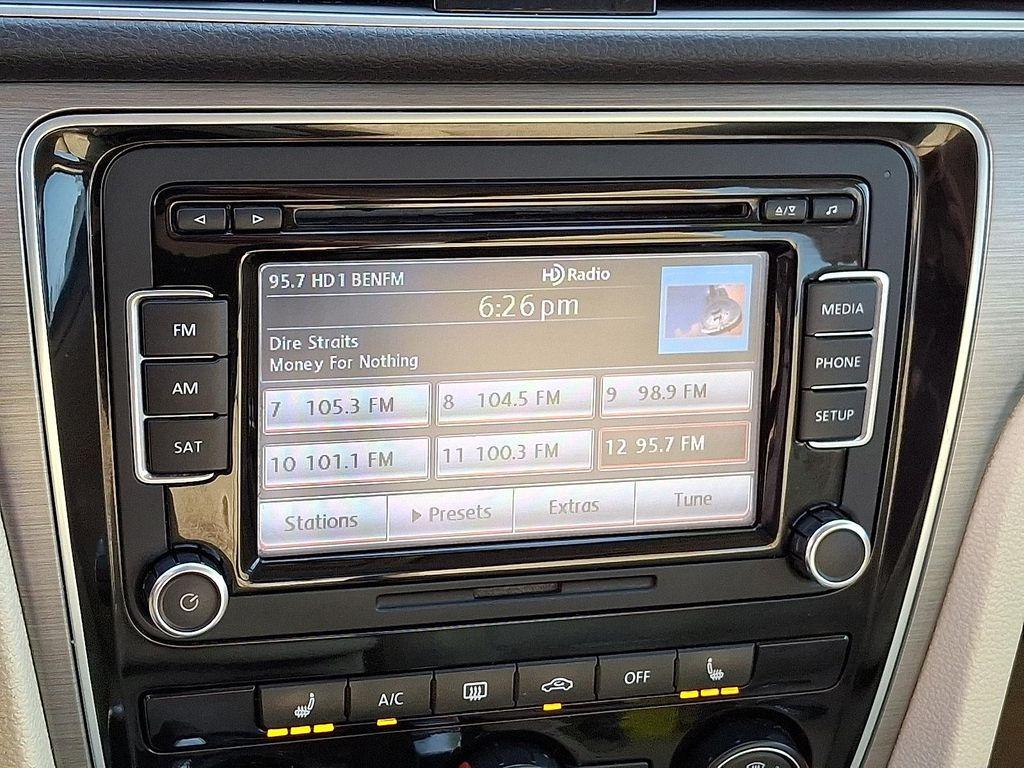 95.7 HD1 BENFM
HD Radio
6:26pm
Dire Straits
Money For Nothing
7 105.3 FM
8 104.5 FM
9 98.9 FM
10 101.1 FM
11 100.3 FM
12 95.7 FM
Stations
Presets
Extras
Tune
FM
AM
SAT
MEDIA
PHONE
SETUP
A/C
OFF